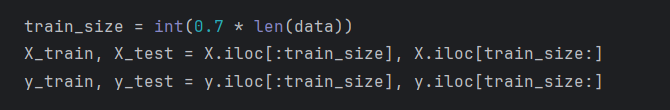 train_size = int(0.7 * len(data))
X_train, X_test = X.iloc[:train_size], X.iloc[train_size:]
y_train, y_test = y.iloc[:train_size], y.iloc[train_size:]